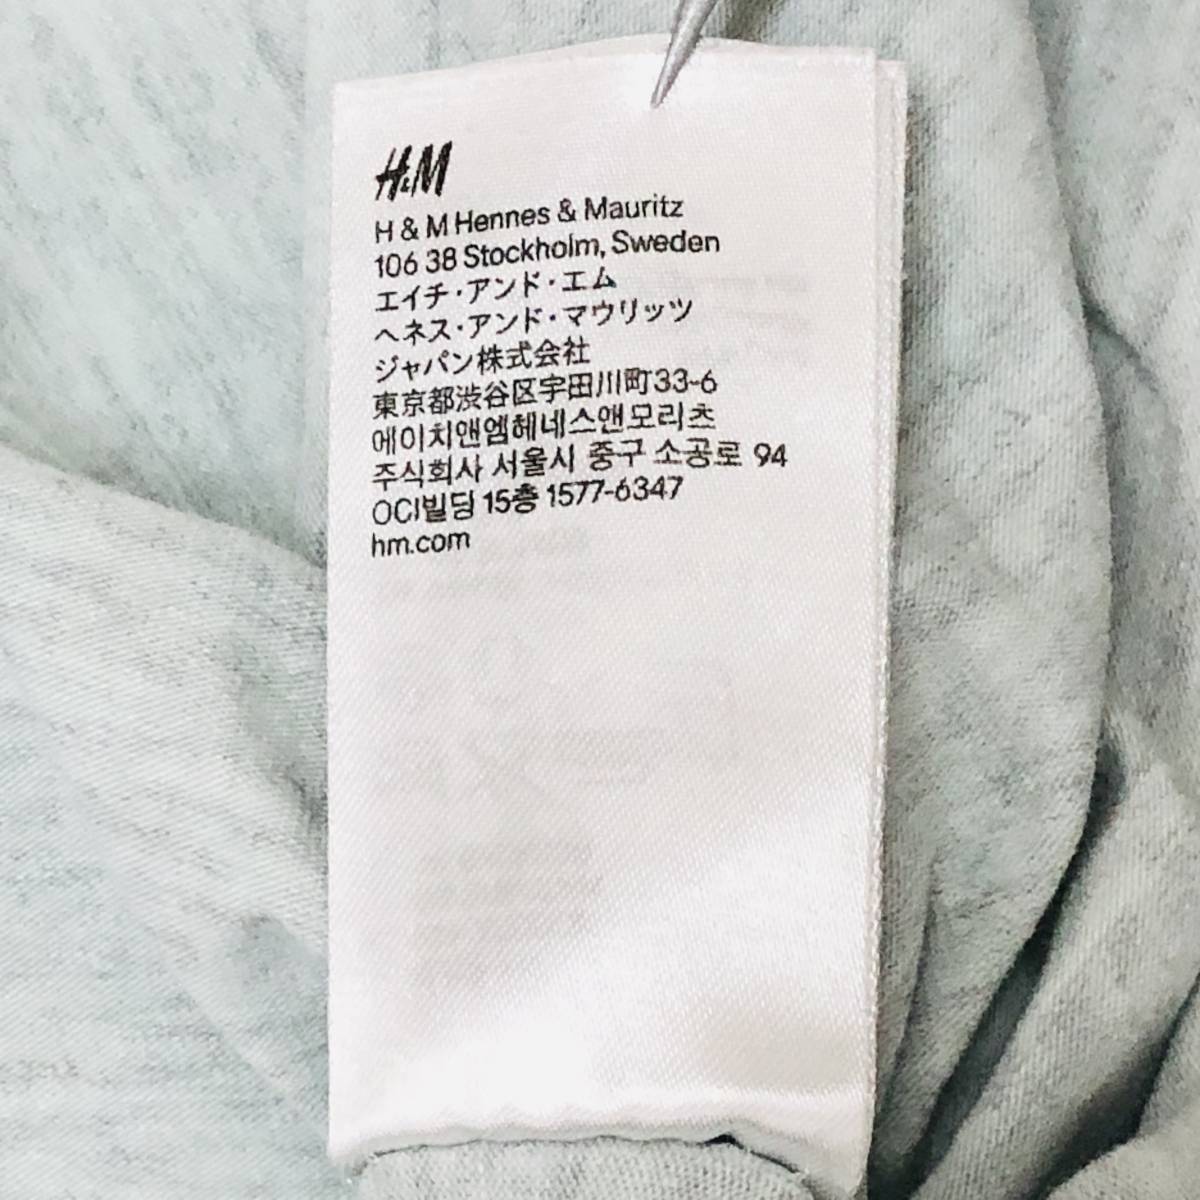 H&M
H & M Hennes & Mauritz
106 38 Stockholm, Sweden
エイチ・アンド・エム
ヘネス・アンド・マウリッツ
ジャパン株式会社
東京都渋谷区宇田川町33-6
에이치앤엠헤네스앤모리츠
주식회사 서울시 중구 소공로 94
OCI빌딩 15층 1577-6347
hm.com